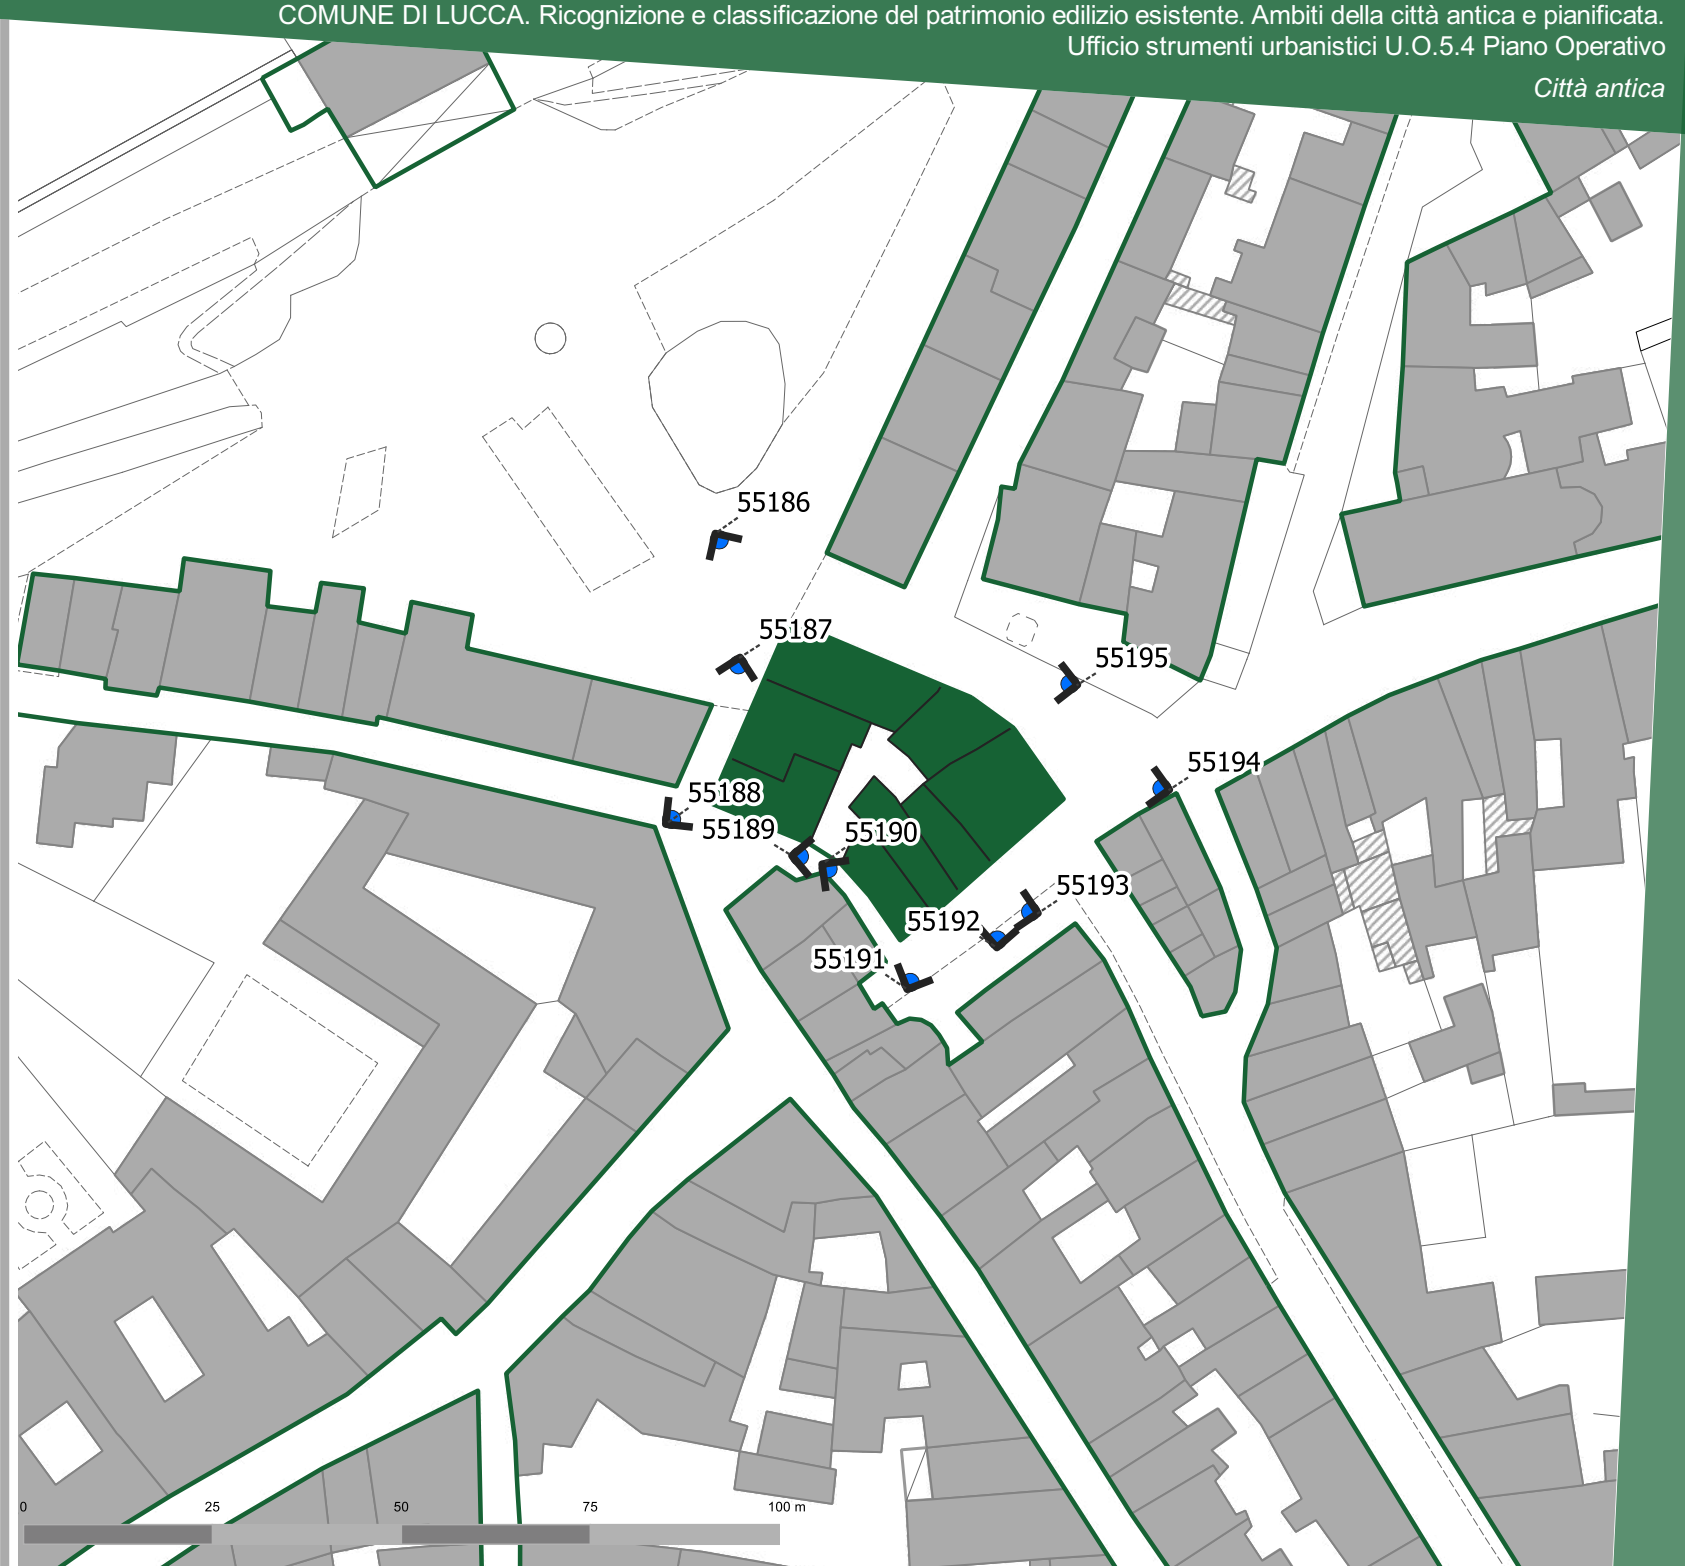 COMUNE DI LUCCA. Ricognizione e classificazione del patrimonio edilizio esistente. Ambiti della città antica e pianificata.
Ufficio strumenti urbanistici U.O.5.4 Piano Operativo
Città antica
55186
55187
55195
55194
55188
55189
55190
55193
55192
55191
0 25 50 75 100 m